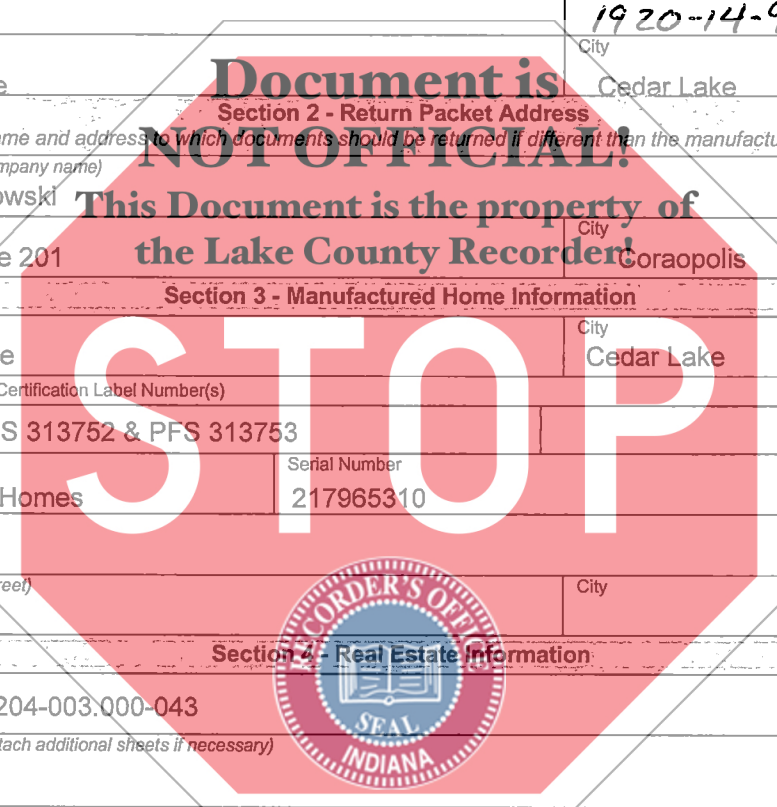 1920-14-9
City
e Cedar Lake
Document is
Section 2 - Return Packet Address
ame and address to which documents should be returned if different than the manufactu
NOT OFFICIAL!
mpany name)
owski
This Document is the property of
City
e 201 Coraopolis
the Lake County Recorder!
Section 3 - Manufactured Home Information
City
e Cedar Lake
Certification Label Number(s)
S 313752 & PFS 313753
Serial Number
Homes 217965310
STOP
reet) City
Section 4 - Real Estate Information
204-003.000-043
tach additional sheets if necessary)
RECORDER'S OFFICE
SEAL
INDIANA